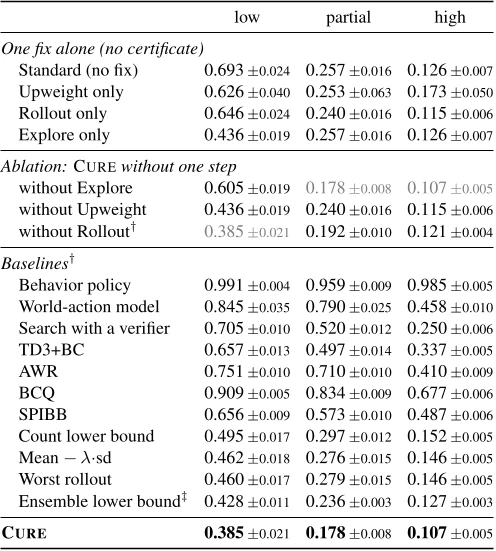 low partial high
One fix alone (no certificate)
Standard (no fix) 0.693 ±0.024 0.257 ±0.016 0.126 ±0.007
Upweight only 0.626 ±0.040 0.253 ±0.063 0.173 ±0.050
Rollout only 0.646 ±0.024 0.240 ±0.016 0.115 ±0.006
Explore only 0.436 ±0.019 0.257 ±0.016 0.126 ±0.007
Ablation: CURE without one step
without Explore 0.605 ±0.019 0.178 ±0.008 0.107 ±0.005
without Upweight 0.436 ±0.019 0.240 ±0.016 0.115 ±0.006
without Rollout† 0.385 ±0.021 0.192 ±0.010 0.121 ±0.004
Baselines†
Behavior policy 0.991 ±0.004 0.959 ±0.009 0.985 ±0.005
World-action model 0.845 ±0.035 0.790 ±0.025 0.458 ±0.010
Search with a verifier 0.705 ±0.010 0.520 ±0.012 0.250 ±0.006
TD3+BC 0.657 ±0.013 0.497 ±0.014 0.337 ±0.005
AWR 0.751 ±0.010 0.710 ±0.010 0.410 ±0.009
BCQ 0.909 ±0.005 0.834 ±0.009 0.677 ±0.006
SPIBB 0.656 ±0.009 0.573 ±0.010 0.487 ±0.006
Count lower bound 0.495 ±0.017 0.297 ±0.012 0.152 ±0.005
Mean − λ·sd 0.462 ±0.018 0.276 ±0.015 0.146 ±0.005
Worst rollout 0.460 ±0.017 0.279 ±0.015 0.146 ±0.005
Ensemble lower bound‡ 0.428 ±0.011 0.236 ±0.003 0.127 ±0.003
CURE 0.385 ±0.021 0.178 ±0.008 0.107 ±0.005